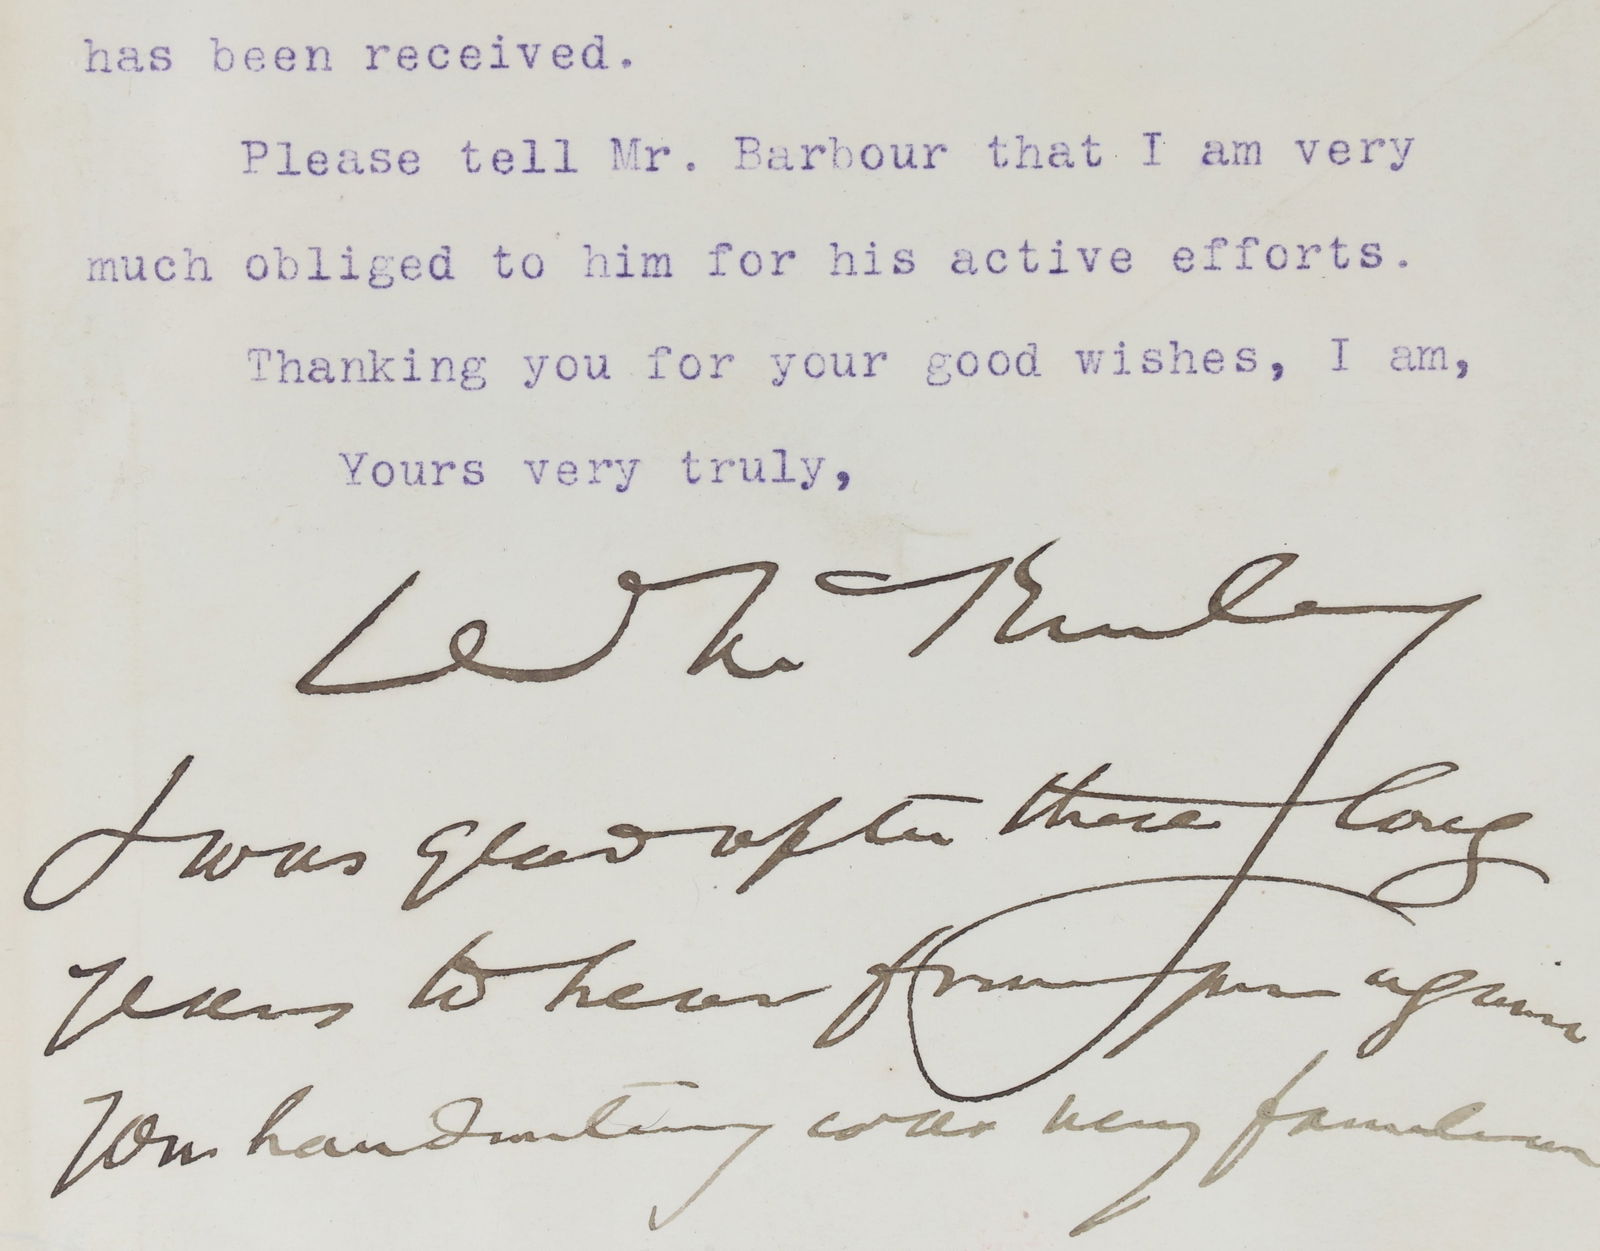 has been received.
Please tell Mr. Barbour that I am very
much obliged to him for his active efforts.
Thanking you for your good wishes, I am,
Yours very truly,
W McKinley
I was glad after these long
years to hear from you again
Your handwriting was very familiar